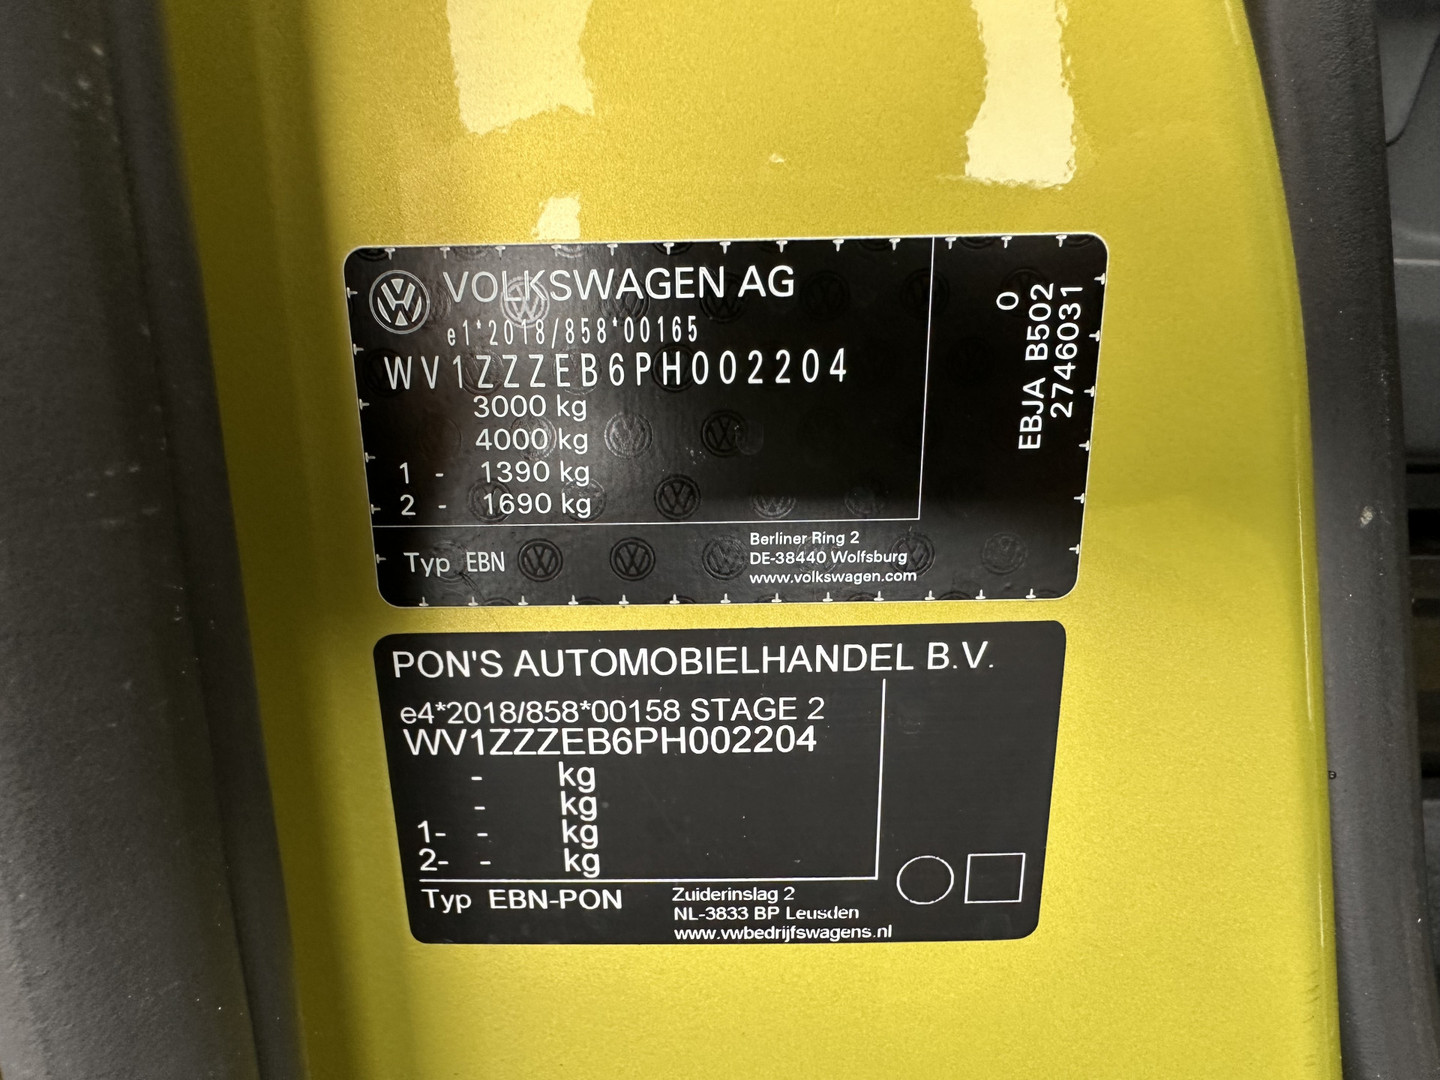 VOLKSWAGEN AG
e1*2018/858*00165
WV1ZZZEB6PH002204
3000 kg
4000 kg
1 - 1390 kg
2 - 1690 kg
Typ EBN
Berliner Ring 2
DE-38440 Wolfsburg
www.volkswagen.com
0
EBJA B502
2746031
PON'S AUTOMOBIELHANDEL B.V.
e4*2018/858*00158 STAGE 2
WV1ZZZEB6PH002204
- kg
- kg
1- - kg
2- - kg
Typ EBN-PON
Zuiderinslag 2
NL-3833 BP Leusden
www.vwbedrijfswagens.nl